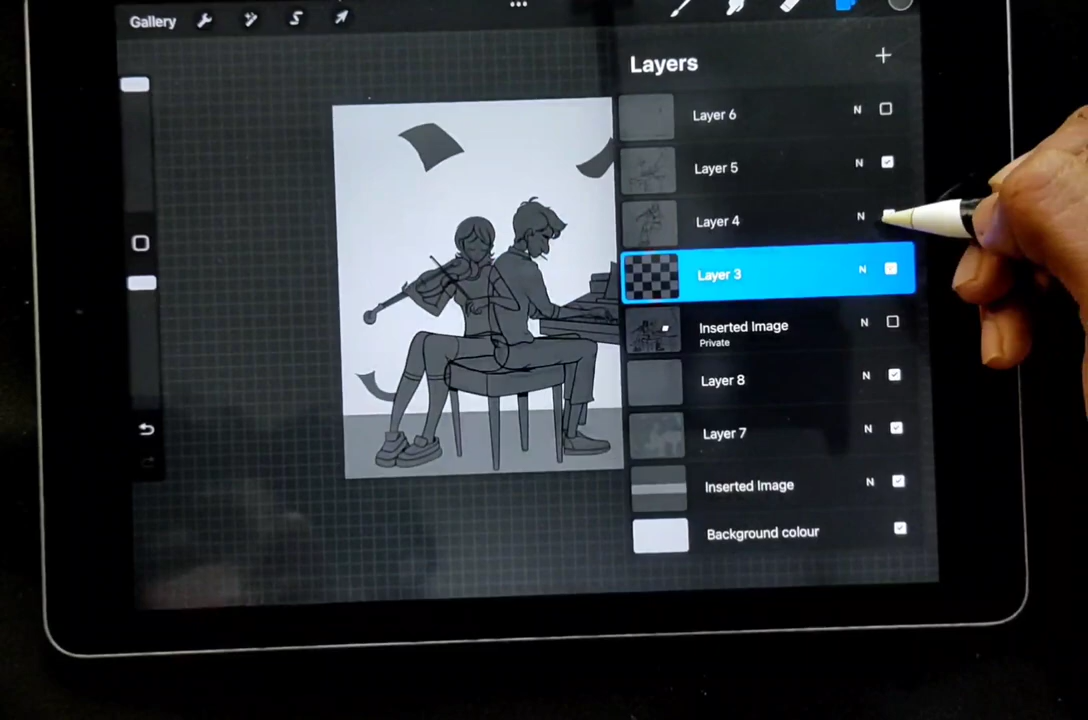 Gallery
Layers
Layer 6 N
Layer 5 N
Layer 4 N
Layer 3 N
Inserted Image N
Private
Layer 8 N
Layer 7 N
Inserted Image N
Background colour